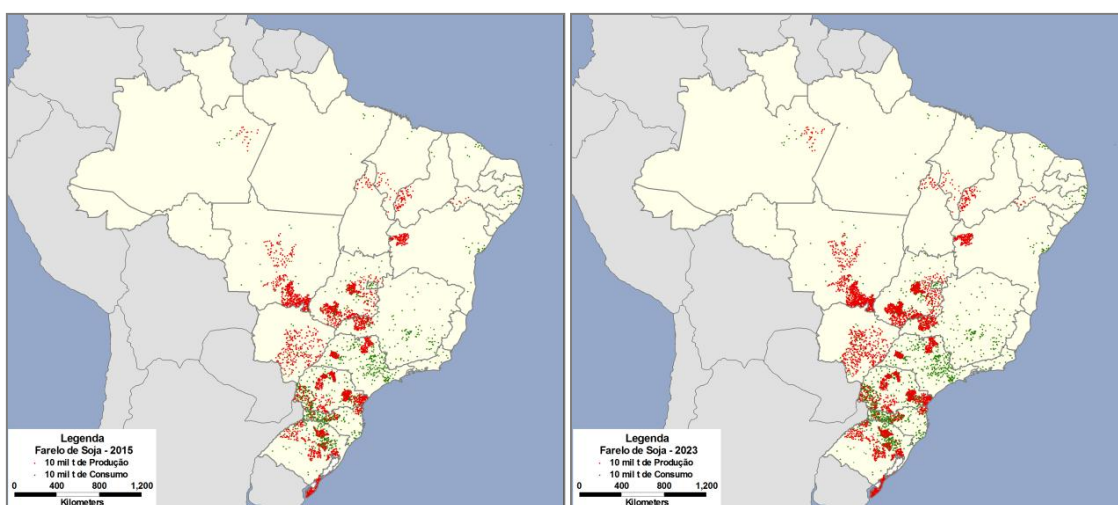 Legenda
Farelo de Soja - 2015
10 mil t de Produção
10 mil t de Consumo
0 400 800 1,200
Kilometers
Legenda
Farelo de Soja - 2023
10 mil t de Produção
10 mil t de Consumo
0 400 800 1,200
Kilometers